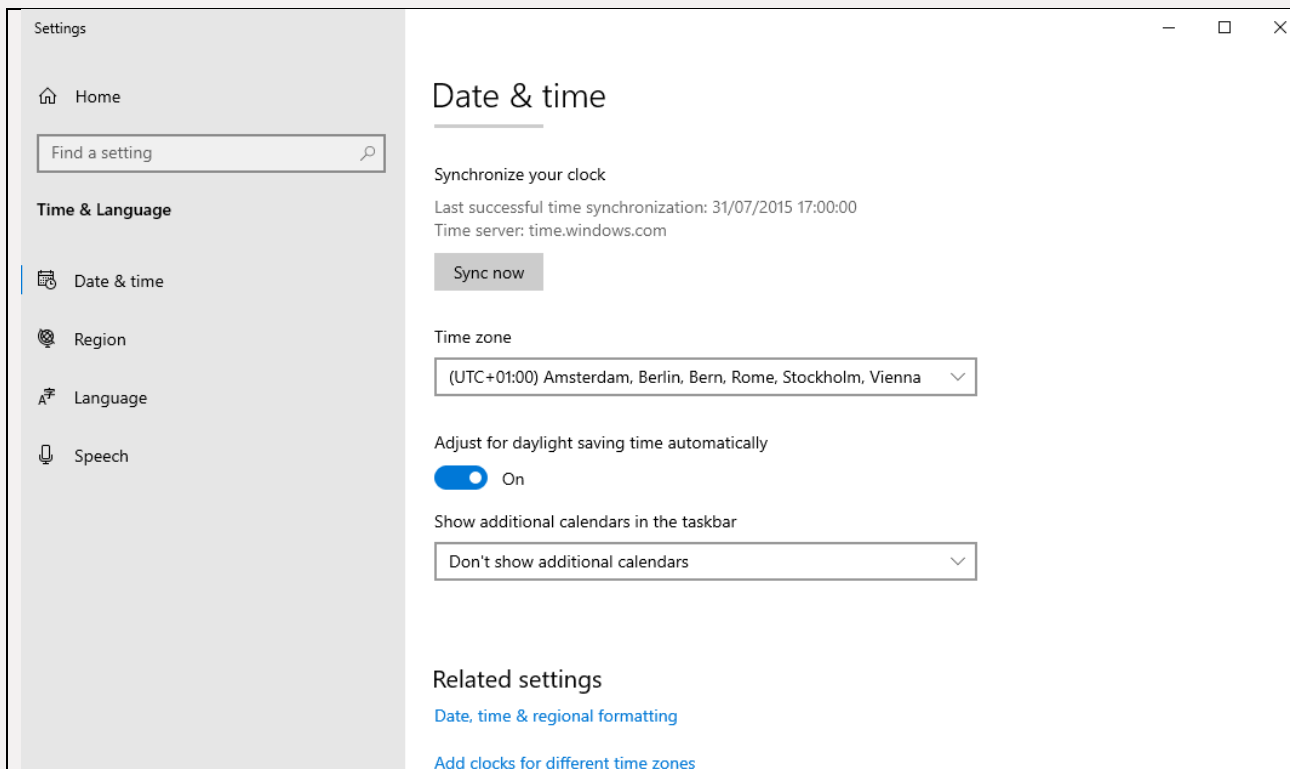 Settings
Home
Find a setting
Time & Language
Date & time
Region
Language
Speech
Date & time
Synchronize your clock
Last successful time synchronization: 31/07/2015 17:00:00
Time server: time.windows.com
Sync now
Time zone
(UTC+01:00) Amsterdam, Berlin, Bern, Rome, Stockholm, Vienna
Adjust for daylight saving time automatically
On
Show additional calendars in the taskbar
Don't show additional calendars
Related settings
Date, time & regional formatting
Add clocks for different time zones